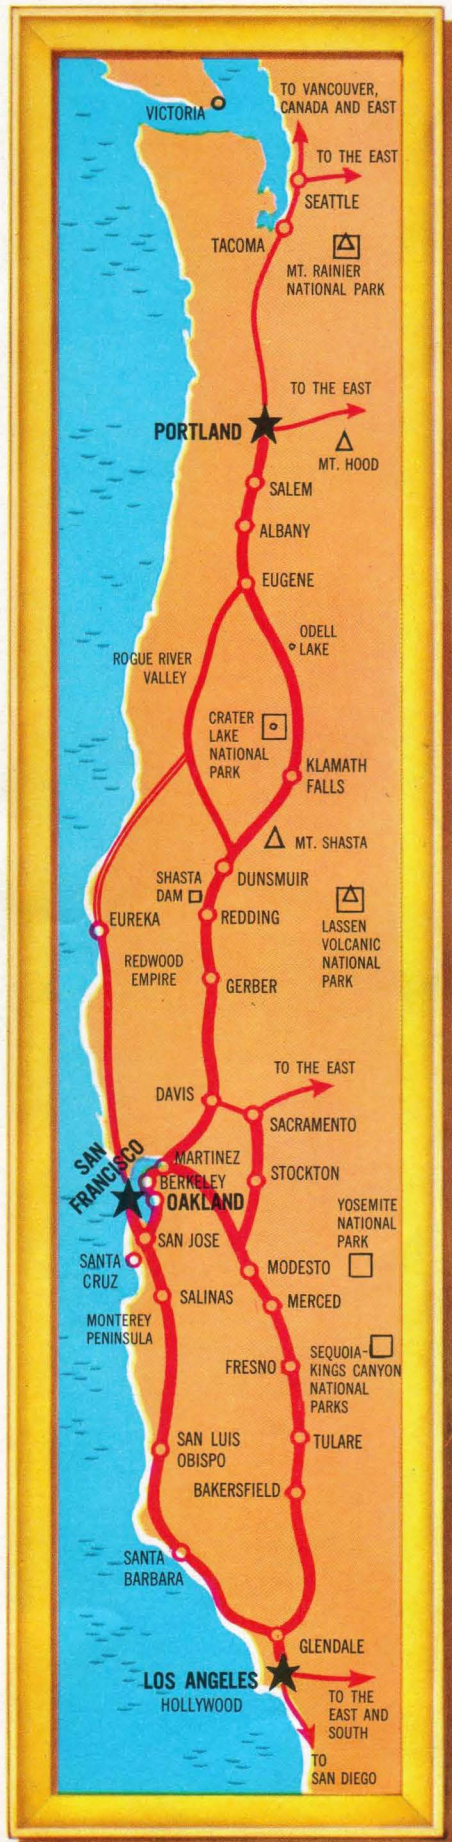 TO VANCOUVER,
CANADA AND EAST
VICTORIA
TO THE EAST
SEATTLE
TACOMA
MT. RAINIER
NATIONAL PARK
TO THE EAST
PORTLAND
MT. HOOD
SALEM
ALBANY
EUGENE
ODELL
LAKE
ROGUE RIVER
VALLEY
CRATER
LAKE
NATIONAL
PARK
KLAMATH
FALLS
MT. SHASTA
DUNSMUIR
SHASTA
DAM
REDDING
EUREKA
LASSEN
VOLCANIC
NATIONAL
PARK
REDWOOD
EMPIRE
GERBER
TO THE EAST
DAVIS
SACRAMENTO
SAN
FRANCISCO
MARTINEZ
BERKELEY
OAKLAND
STOCKTON
YOSEMITE
NATIONAL
PARK
SAN JOSE
SANTA
CRUZ
MODESTO
SALINAS
MERCED
MONTEREY
PENINSULA
FRESNO
SEQUOIA-
KINGS CANYON
NATIONAL
PARKS
SAN LUIS
OBISPO
TULARE
BAKERSFIELD
SANTA
BARBARA
GLENDALE
LOS ANGELES
HOLLYWOOD
TO THE
EAST AND
SOUTH
TO
SAN DIEGO